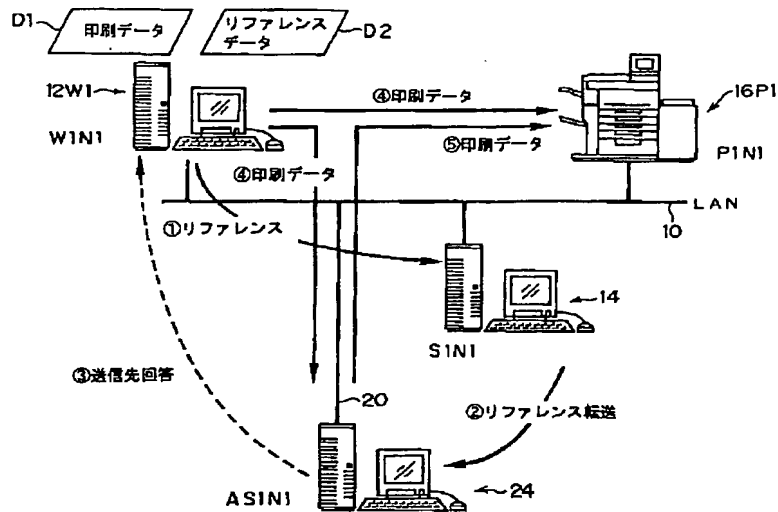 D1
印刷データ
リファレンス
データ
D2
12W1
W1N1
④印刷データ
16P1
P1N1
⑤印刷データ
④印刷データ
LAN
10
①リファレンス
14
S1N1
③送信先回答
20
②リファレンス転送
AS1N1
24